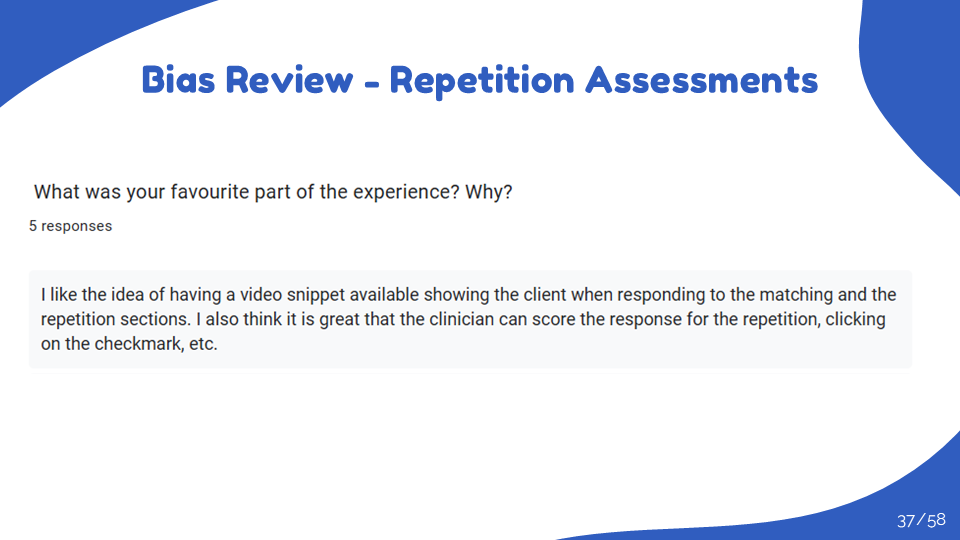 Bias Review - Repetition Assessments
What was your favourite part of the experience? Why?
5 responses
I like the idea of having a video snippet available showing the client when responding to the matching and the
repetition sections. I also think it is great that the clinician can score the response for the repetition, clicking
on the checkmark, etc.
37/58